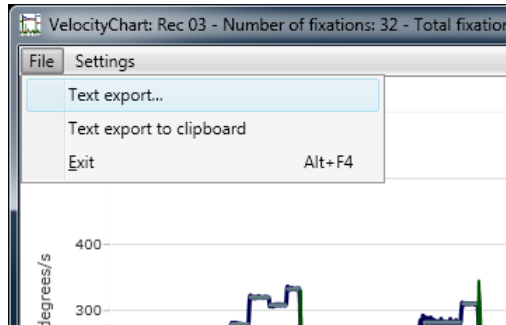 VelocityChart: Rec 03 - Number of fixations: 32 - Total fixation
File Settings
Text export...
Text export to clipboard
Exit Alt+F4
400
degrees/s
300